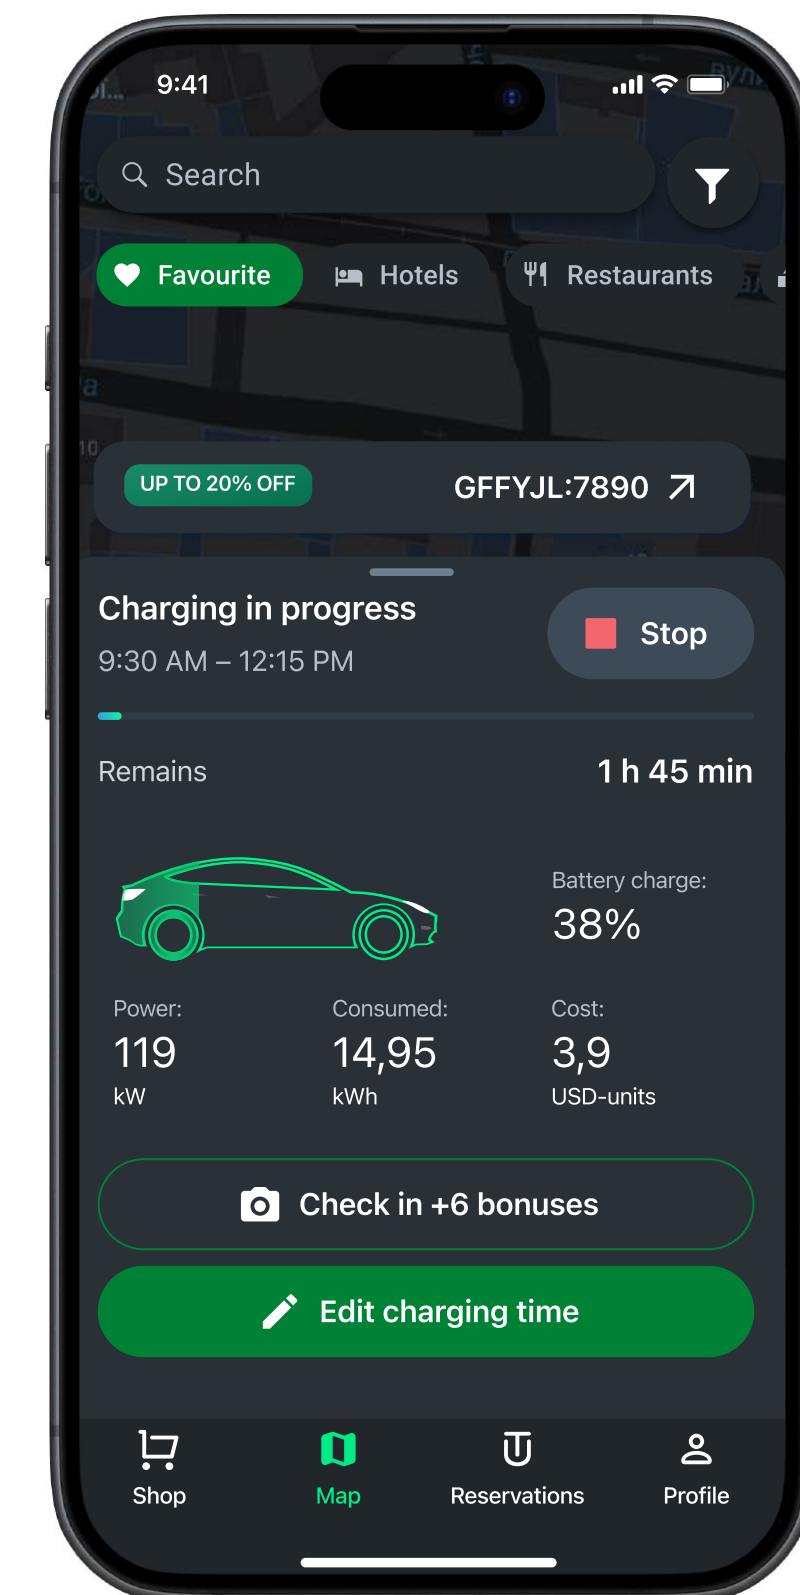 9:41
Search
Favourite
Hotels
Restaurants
10
UP TO 20% OFF
GFFYJL:7890
Charging in progress
9:30 AM – 12:15 PM
Stop
Remains
1 h 45 min
Battery charge:
38%
Power:
Consumed:
Cost:
119
14,95
3,9
kW
kWh
USD-units
Check in +6 bonuses
Edit charging time
Shop
Map
Reservations
Profile